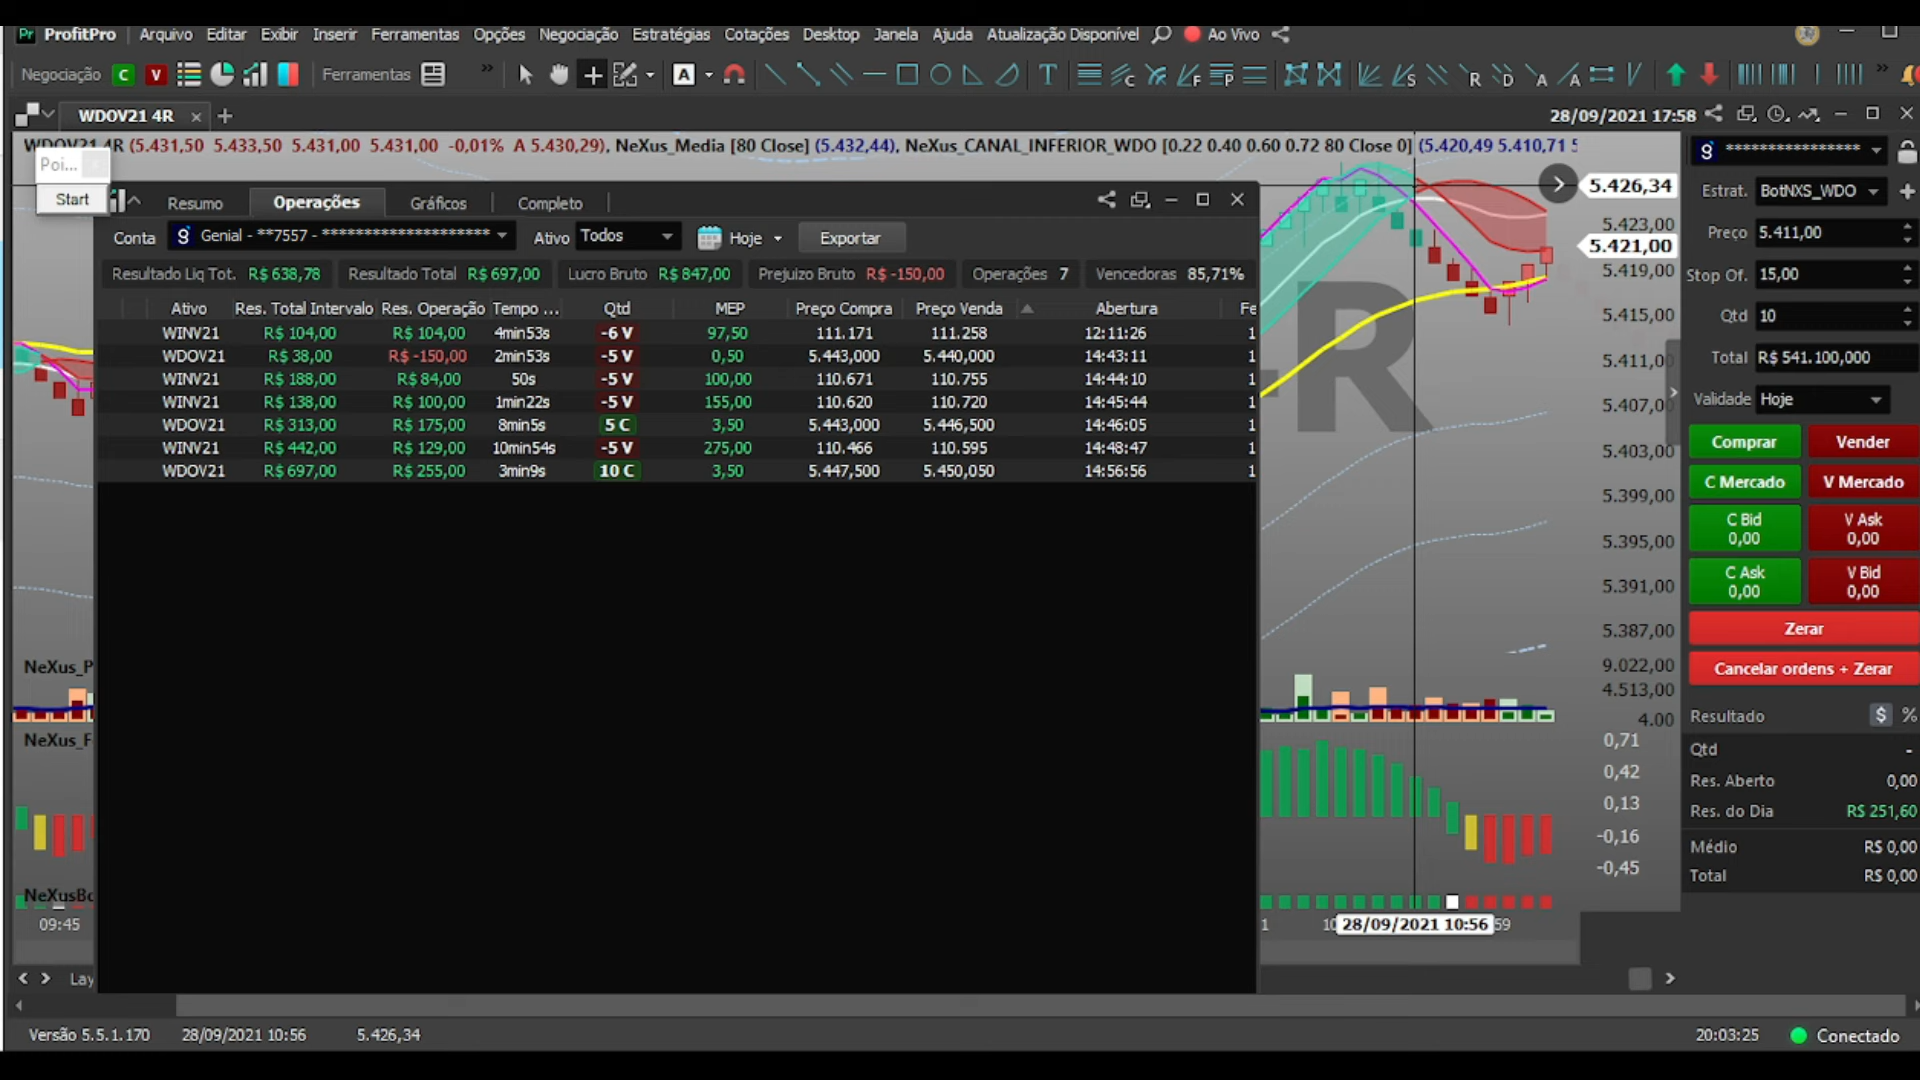 Pr ProfitPro Arquivo Editar Exibir Inserir Ferramentas Opções Negociação Estratégias Cotações Desktop Janela Ajuda Atualização Disponível Ao Vivo
Negociação C V Ferramentas A T
WDOV21 4R × + 28/09/2021 17:58
WDOV21 4R (5.431,50 5.433,50 5.431,00 5.431,00 -0,01% A 5.430,29), NeXus_Media [80 Close] (5.432,44), NeXus_CANAL_INFERIOR_WDO [0.22 0.40 0.60 0.72 80 Close 0] (5.420,49 5.410,71
Poi...
Start
Resumo Operações Gráficos Completo
Conta Genial - **7557 - ********************* Ativo Todos Hoje Exportar
Resultado Liq Tot. R$ 638,78 Resultado Total R$ 697,00 Lucro Bruto R$ 847,00 Prejuizo Bruto R$ -150,00 Operações 7 Vencedoras 85,71%
Ativo Res. Total Intervalo Res. Operação Tempo ... Qtd MEP Preço Compra Preço Venda Abertura Fe
WINV21 R$ 104,00 R$ 104,00 4min53s -6 V 97,50 111.171 111.258 12:11:26 1
WDOV21 R$ 38,00 R$ -150,00 2min53s -5 V 0,50 5.443,000 5.440,000 14:43:11
WINV21 R$ 188,00 R$ 84,00 50s -5 V 100,00 110.671 110.755 14:44:10 1
WINV21 R$ 138,00 R$ 100,00 1min22s -5 V 155,00 110.620 110.720 14:45:44 1
WDOV21 R$ 313,00 R$ 175,00 8min5s 5 C 3,50 5.443,000 5.446,500 14:46:05 1
WINV21 R$ 442,00 R$ 129,00 10min54s -5 V 275,00 110.466 110.595 14:48:47 1
WDOV21 R$ 697,00 R$ 255,00 3min9s 10 C 3,50 5.447,500 5.450,050 14:56:56 1
R
5.426,34
5.423,00
5.421,00
5.419,00
5.415,00
5.411,00
5.407,00
5.403,00
5.399,00
5.395,00
5.391,00
5.387,00
9.022,00
4.513,00
4.00
0,71
0,42
0,13
-0,16
-0,45
NeXus_P
NeXus_F
NeXusBo
09:45 1 10 28/09/2021 10:56 59
Lay
****************
Estrat. BotNXS_WDO
Preço 5.411,00
Stop Of. 15,00
Qtd 10
Total R$ 541.100,000
Validade Hoje
Comprar Vender
C Mercado V Mercado
C Bid V Ask
0,00 0,00
C Ask V Bid
0,00 0,00
Zerar
Cancelar ordens + Zerar
Resultado $ %
Qtd -
Res. Aberto 0,00
Res. do Dia R$ 251,60
Médio R$ 0,00
Total R$ 0,00
Versão 5.5.1.170 28/09/2021 10:56 5.426,34 20:03:25 Conectado